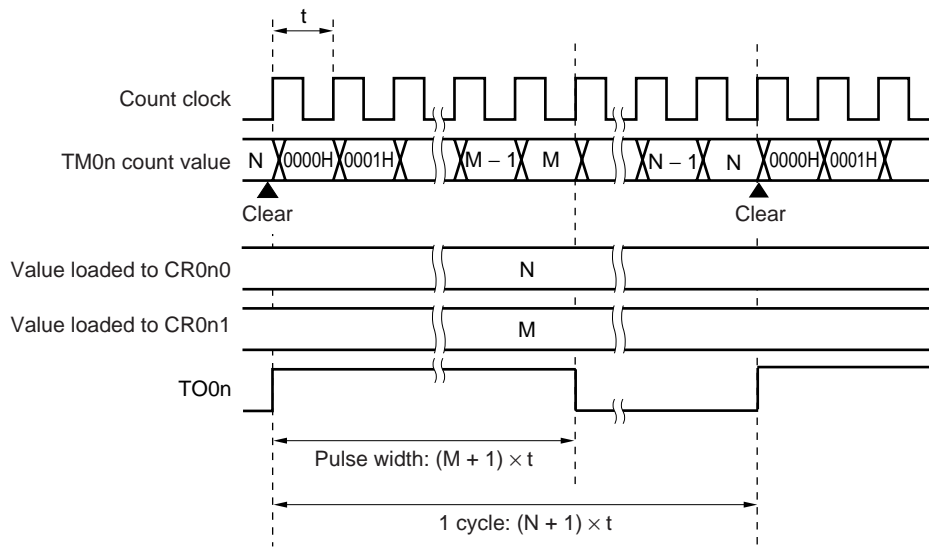 t
Count clock
TM0n count value N 0000H 0001H M − 1 M N − 1 N 0000H 0001H
Clear Clear
Value loaded to CR0n0 N
Value loaded to CR0n1 M
TO0n
Pulse width: (M + 1) × t
1 cycle: (N + 1) × t